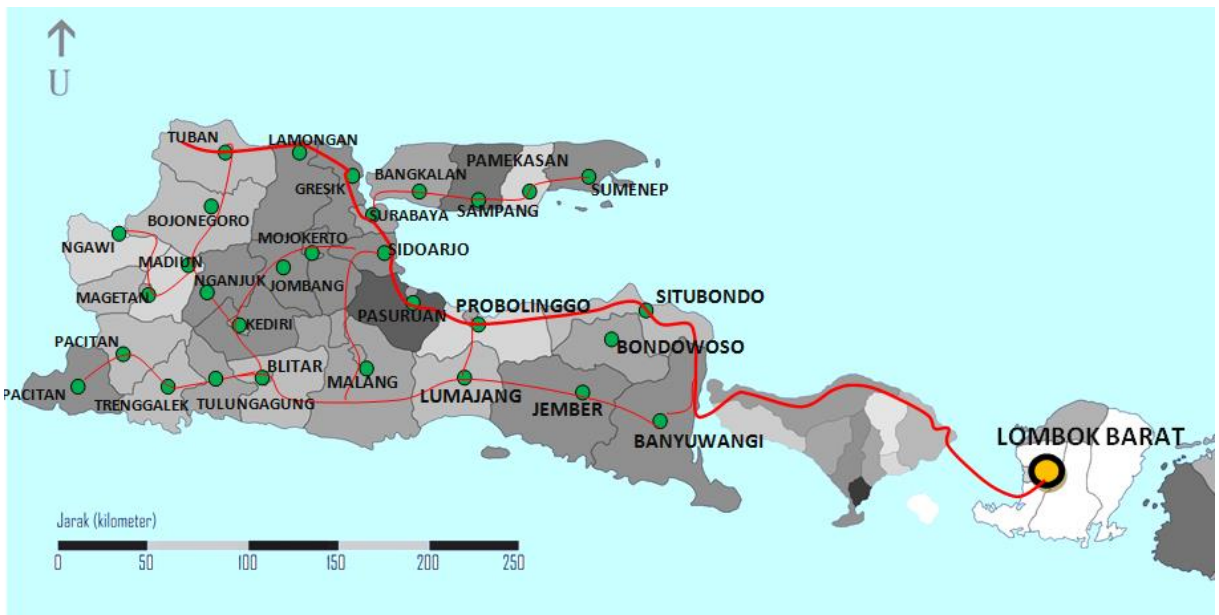 U
TUBAN
LAMONGAN
GRESIK
BANGKALAN
PAMEKASAN
SUMENEP
SAMPANG
SURABAYA
BOJONEGORO
NGAWI
MADIUN
MOJOKERTO
SIDOARJO
NGANJUK
JOMBANG
MAGETAN
PASURUAN
PROBOLINGGO
SITUBONDO
KEDIRI
PACITAN
BONDOWOSO
BLITAR
MALANG
PACITAN
TRENGGALEK
TULUNGAGUNG
LUMAJANG
JEMBER
BANYUWANGI
LOMBOK BARAT
Jarak (kilometer)
0 50 100 150 200 250